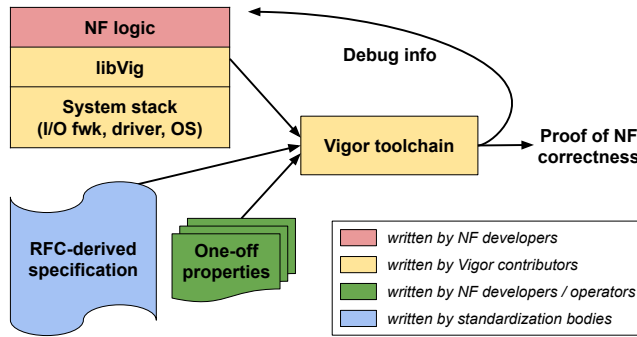 NF logic
libVig
System stack
(I/O fwk, driver, OS)
Debug info
Vigor toolchain
Proof of NF
correctness
RFC-derived
specification
One-off
properties
written by NF developers
written by Vigor contributors
written by NF developers / operators
written by standardization bodies